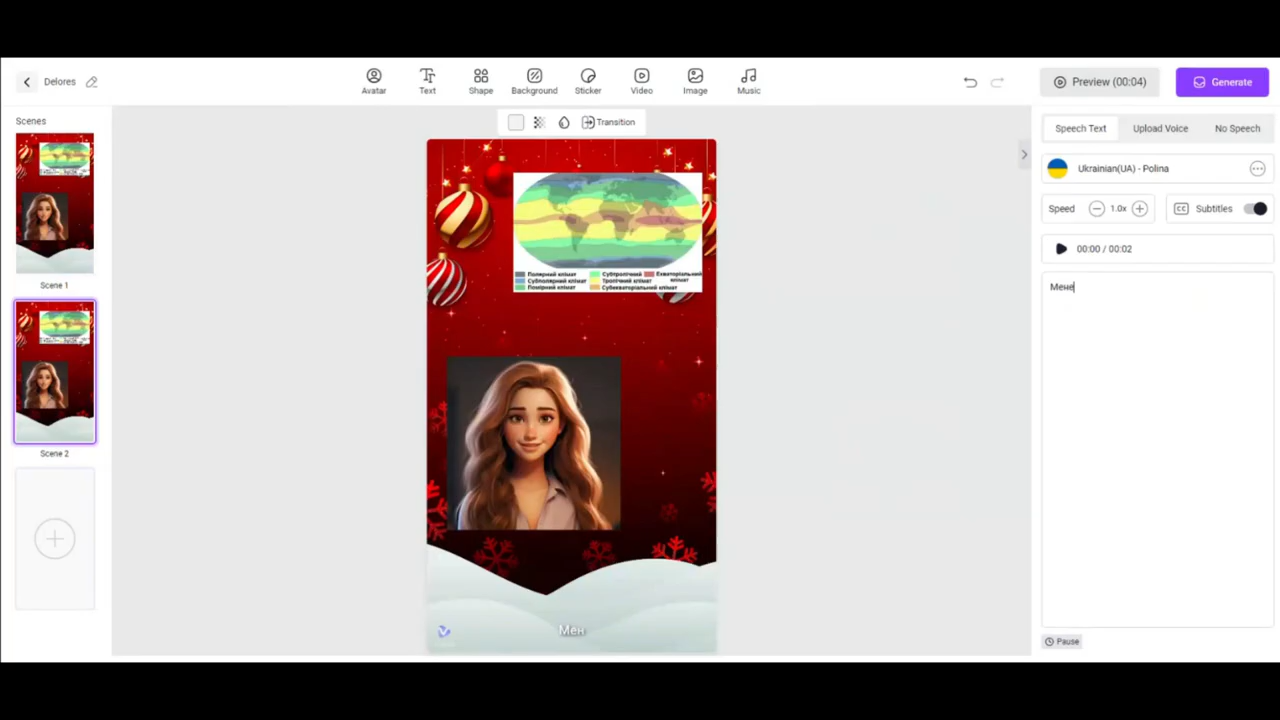 Delores
Avatar
Text
Shape
Background
Sticker
Video
Image
Music
Preview (00:04)
Generate
Scenes
Scene 1
Scene 2
Transition
Полярний клімат
Субполярний клімат
Помірний клімат
Субтропічний
Тропічний клімат
Субекваторіальний клімат
Екваторіальний
клімат
Мен
Speech Text
Upload Voice
No Speech
Ukrainian(UA) - Polina
Speed
1.0x
CC
Subtitles
00:00 / 00:02
Мене
Pause